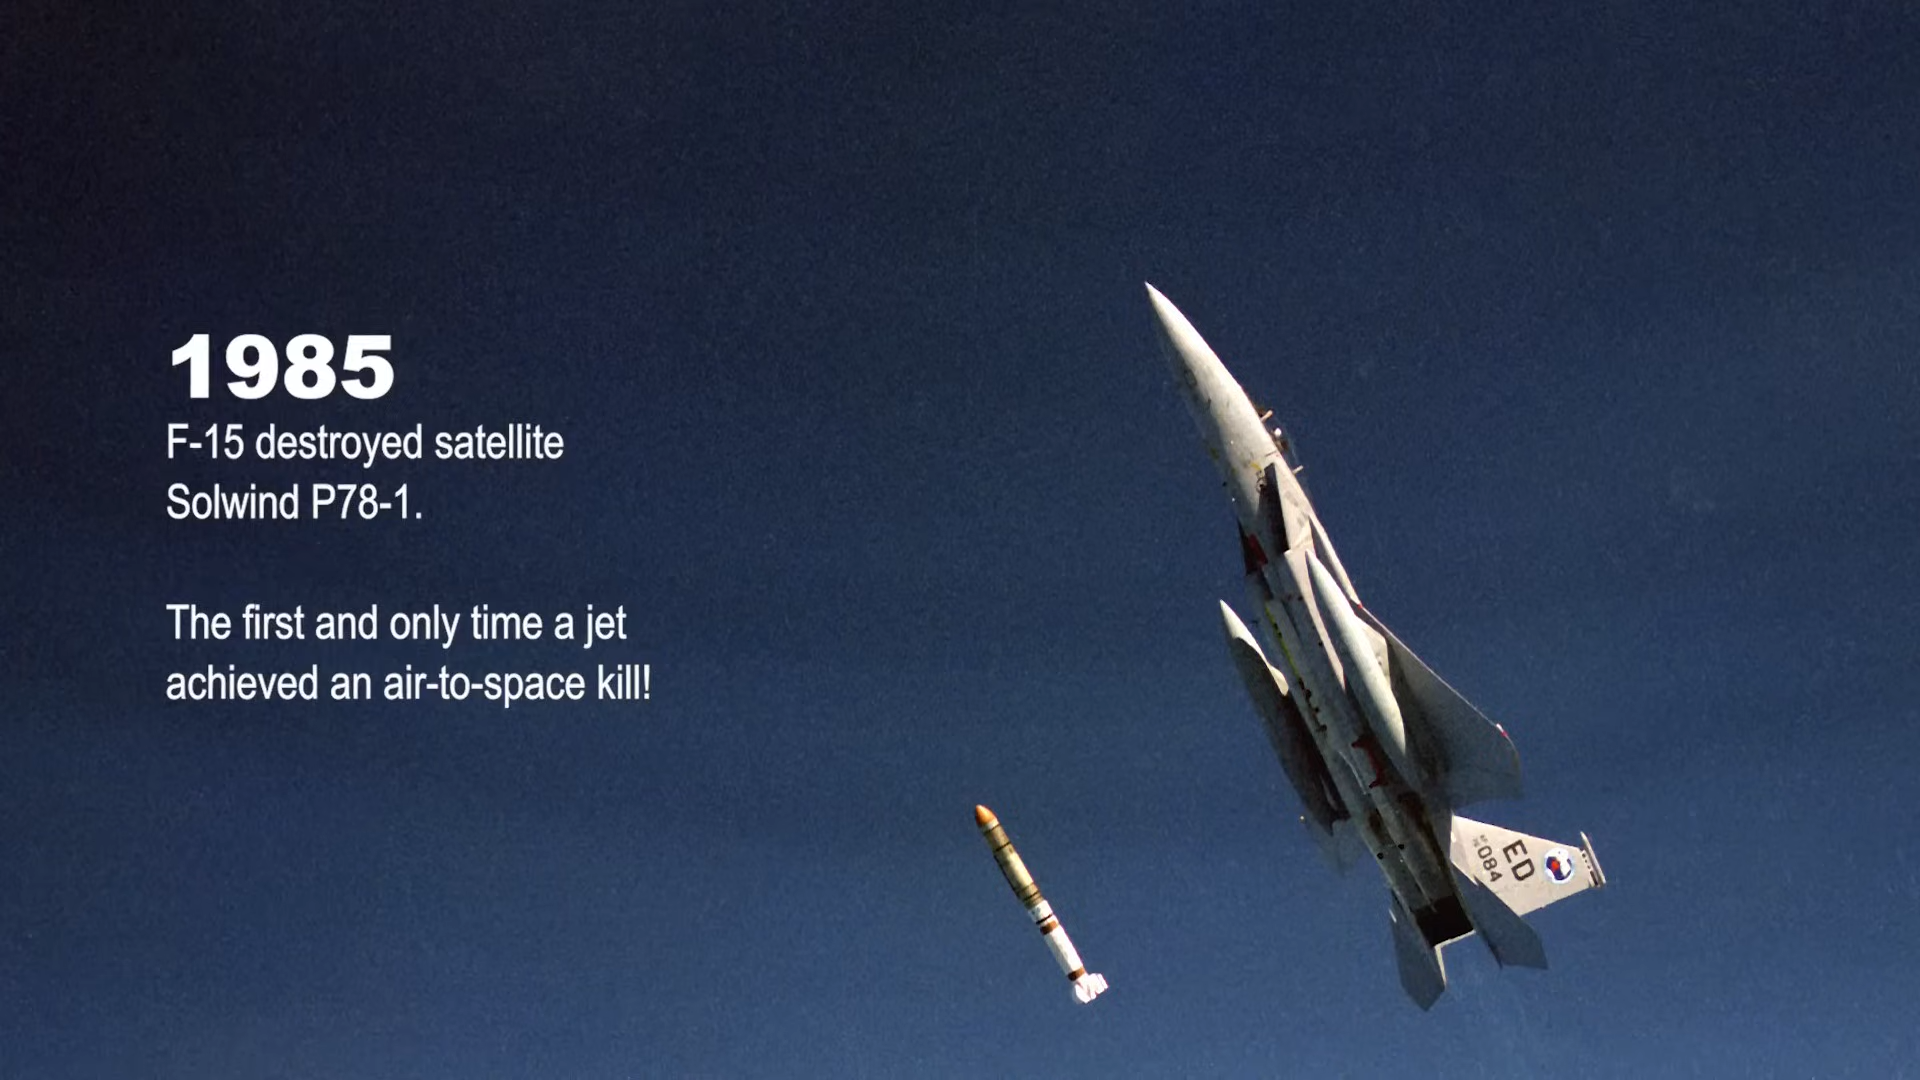 1985
F-15 destroyed satellite
Solwind P78-1.
The first and only time a jet
achieved an air-to-space kill!
ED
084